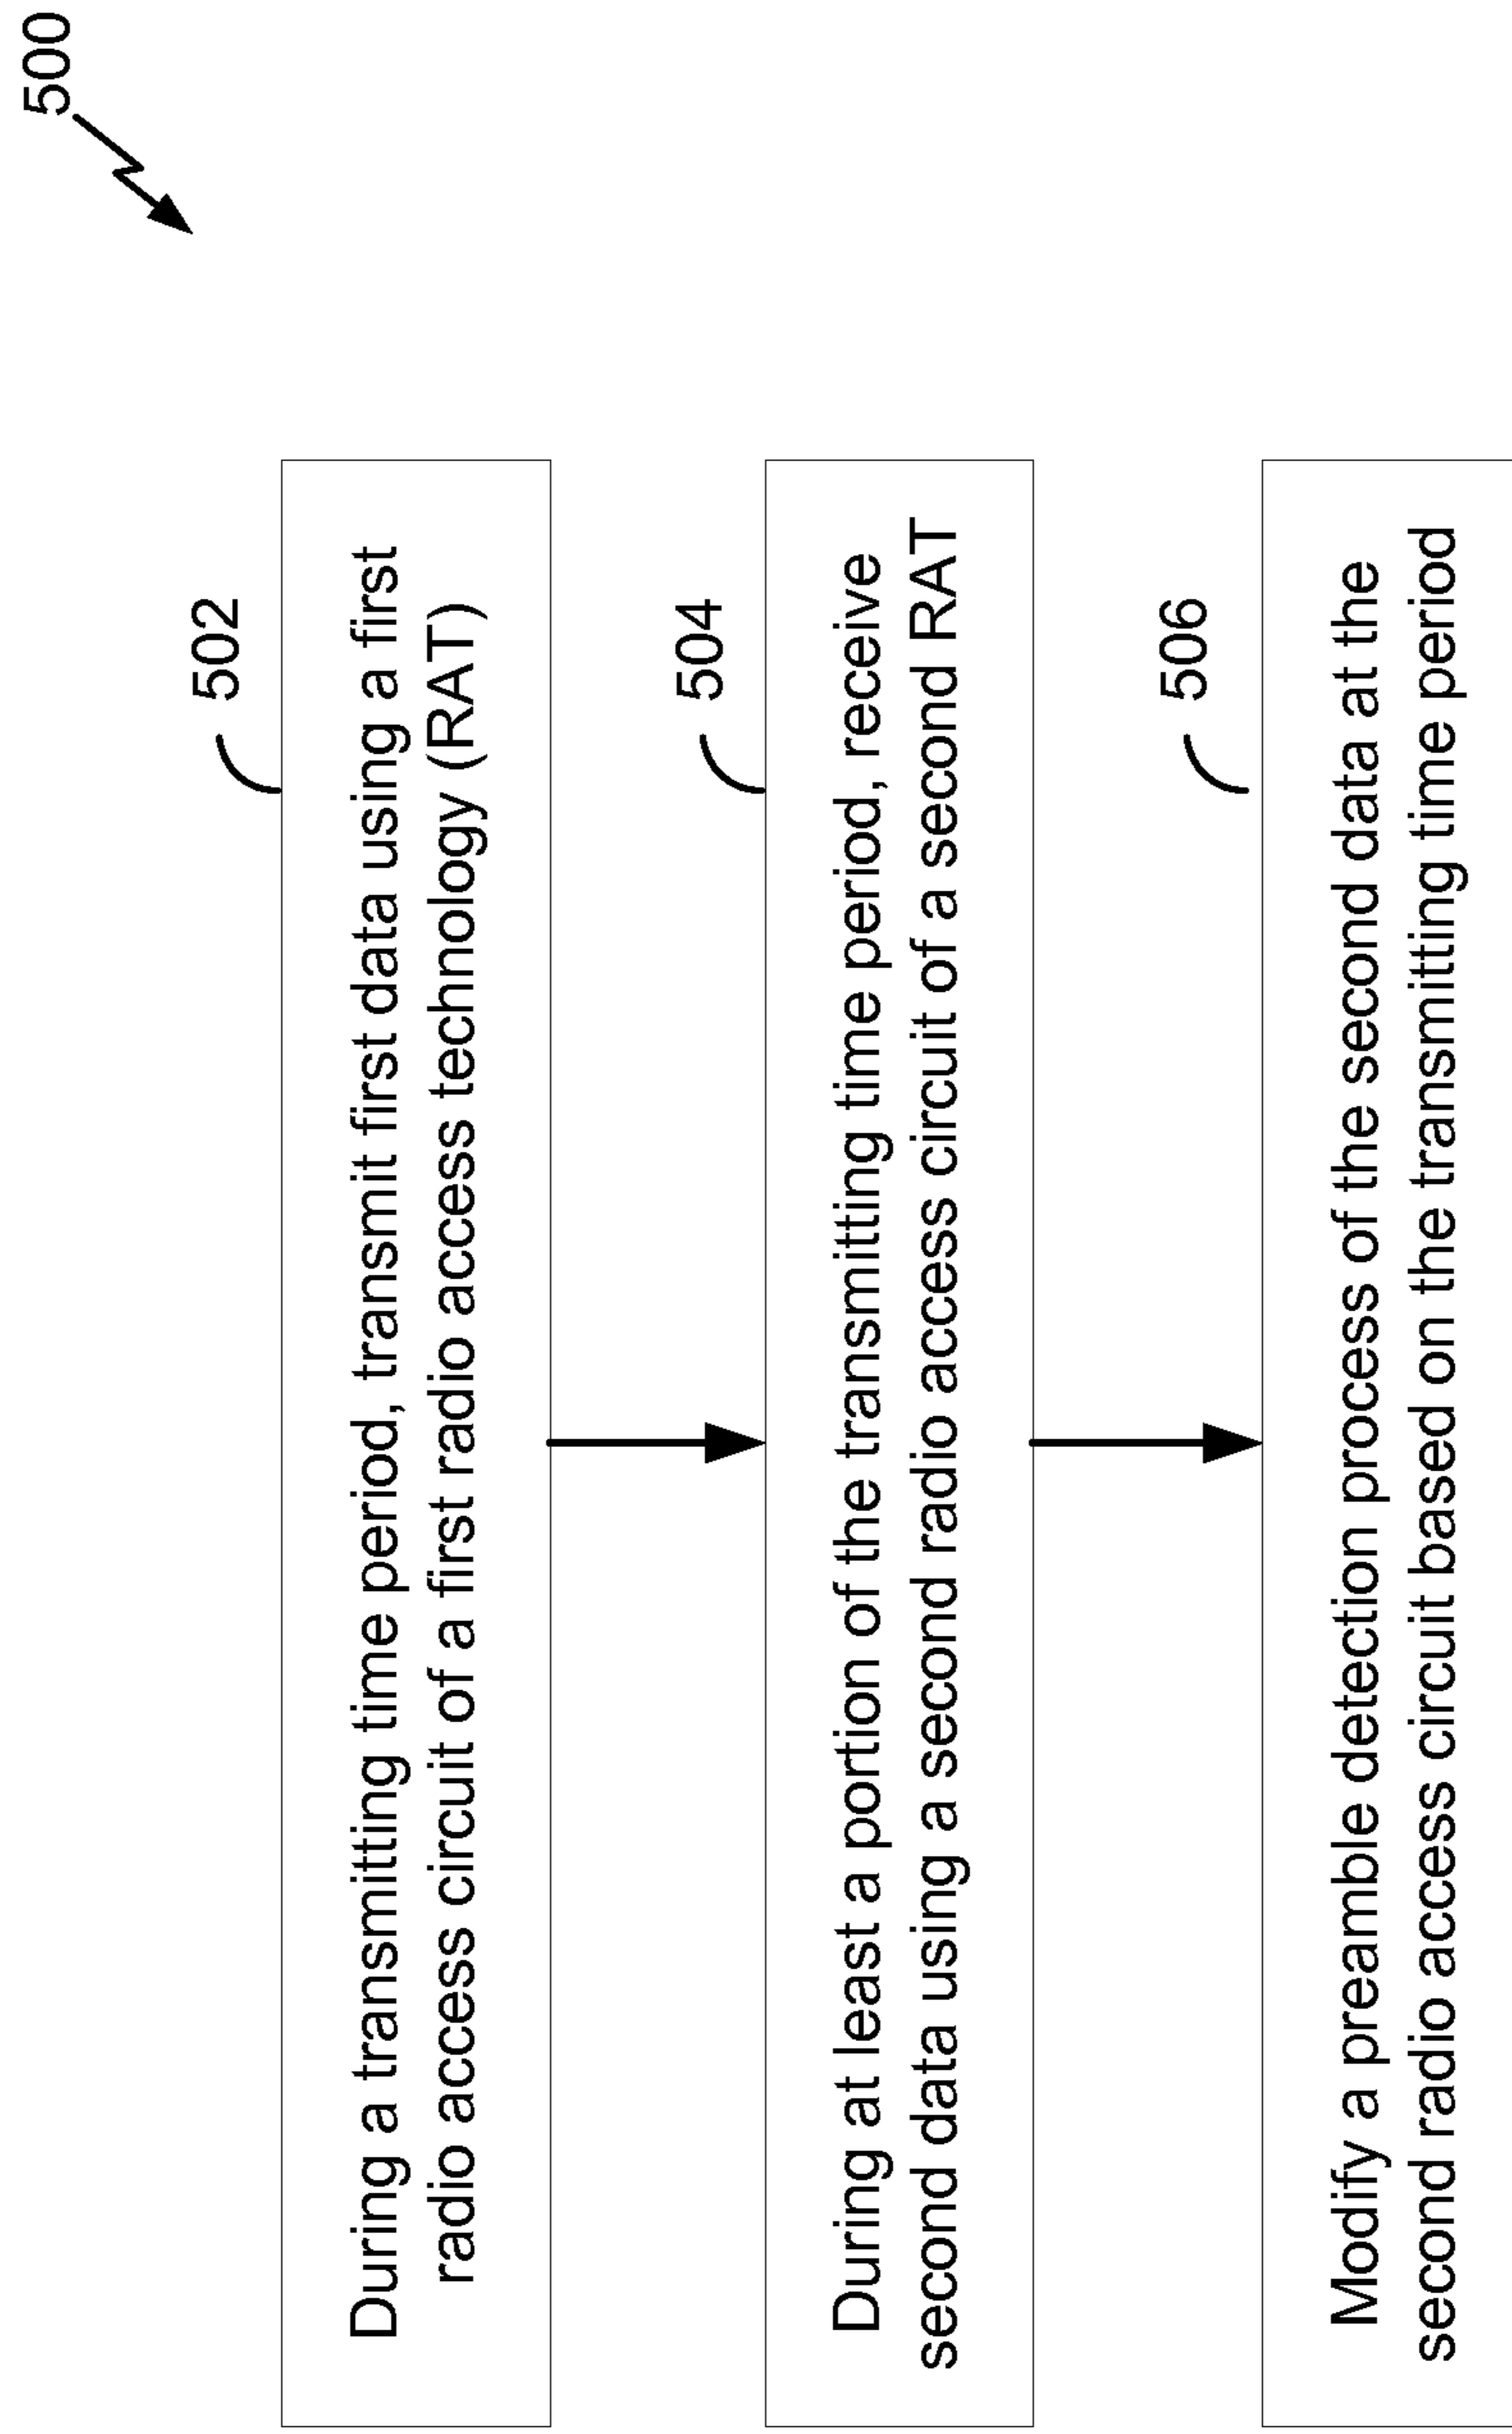 500
502
During a transmitting time period, transmit first data using a first
radio access circuit of a first radio access technology (RAT)
504
During at least a portion of the transmitting time period, receive
second data using a second radio access circuit of a second RAT
506
Modify a preamble detection process of the second data at the
second radio access circuit based on the transmitting time period